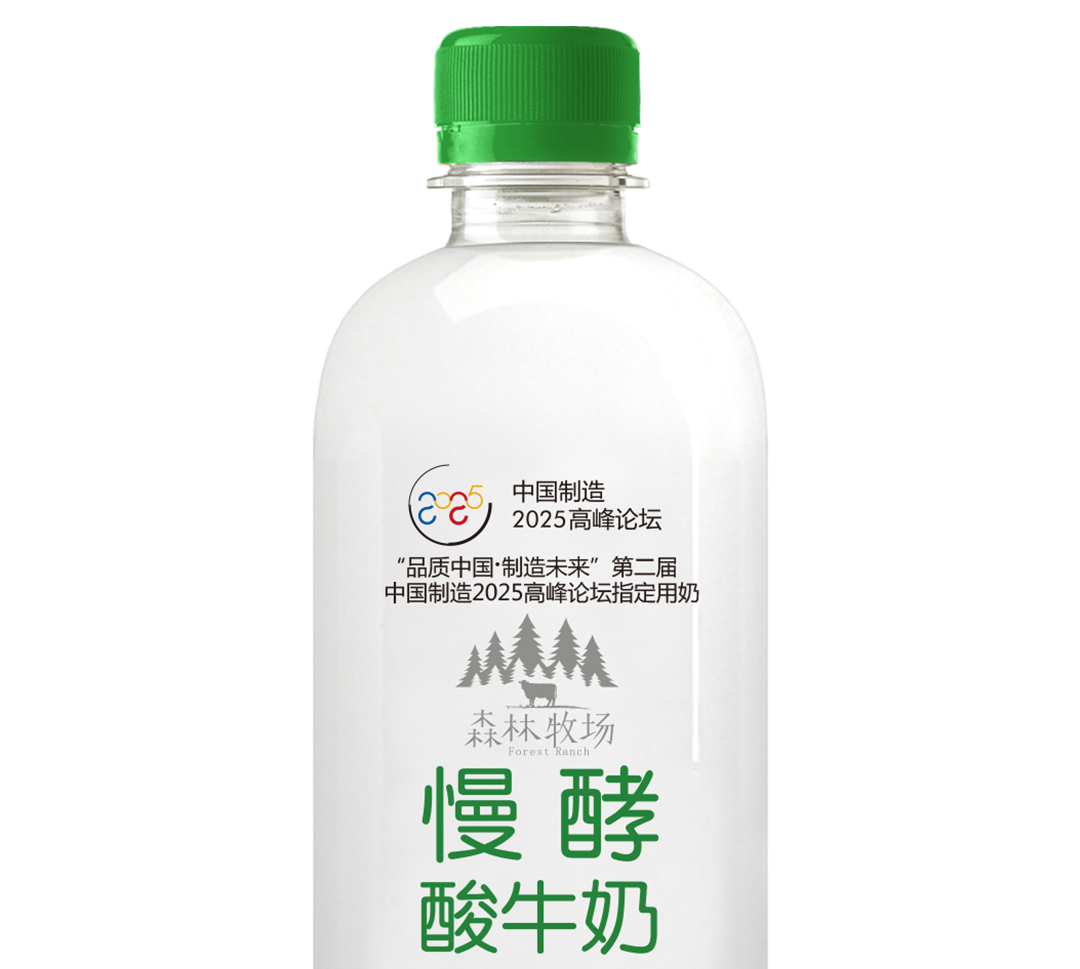 2025
中国制造
2025高峰论坛
“品质中国·制造未来”第二届
中国制造2025高峰论坛指定用奶
森林牧场
Forest Ranch
慢 酵
酸牛奶